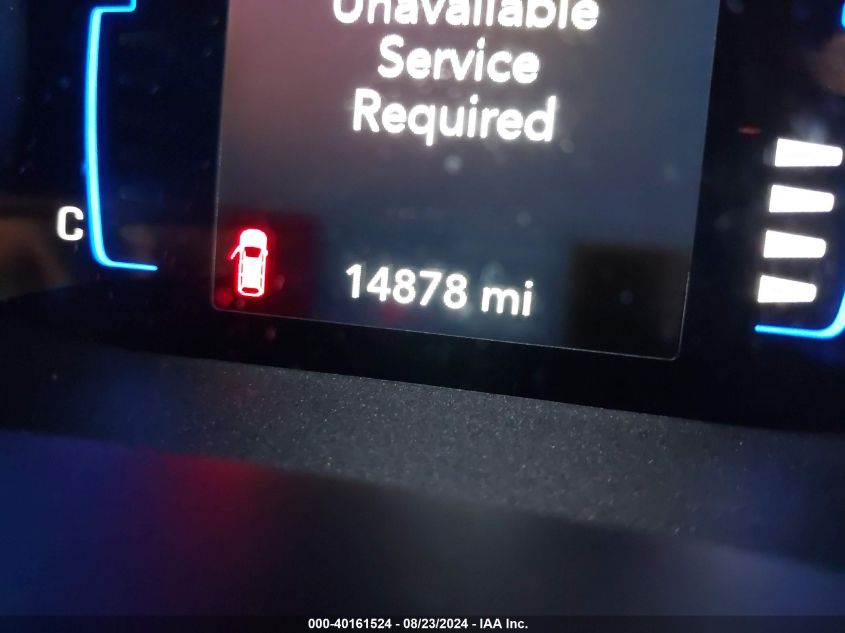 Unavailable
Service
Required
C
14878 mi
000-40161524 - 08/23/2024 - IAA Inc.